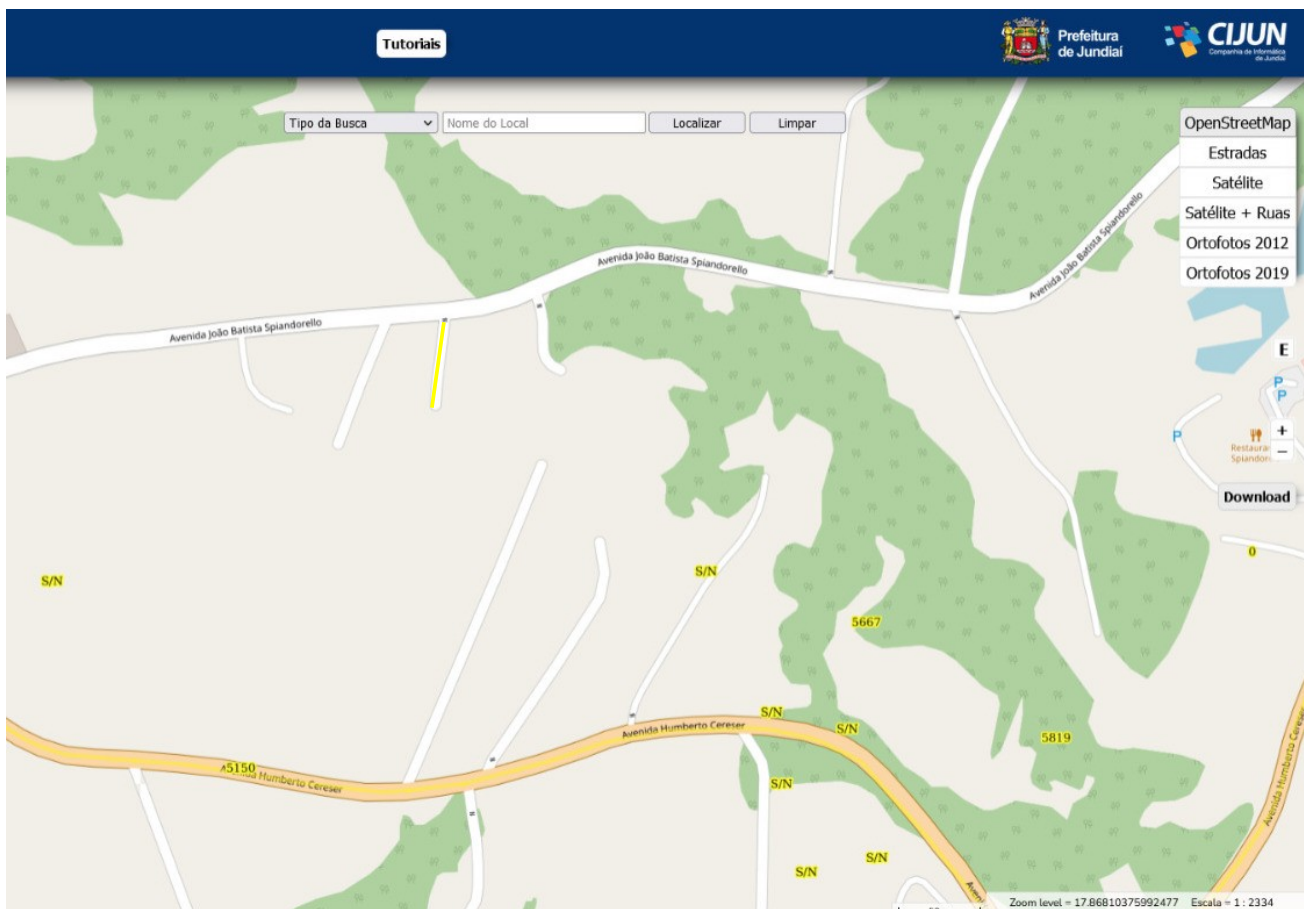 Tutoriais
Prefeitura
de Jundiaí
CIJUN
Companhia de Informática
de Jundiaí
Tipo da Busca
Nome do Local
Localizar
Limpar
OpenStreetMap
Estradas
Satélite
Satélite + Ruas
Ortofotos 2012
Ortofotos 2019
Avenida João Batista Spiandorello
Avenida João Batista Spiandorello
Avenida João Batista Spiandorello
E
P
P
P
+
−
Restaura
Spiandor
Download
0
S/N
S/N
5667
S/N
S/N
Avenida Humberto Cereser
5819
5150
Humberto Cereser
S/N
Avenida Humberto Cereser
S/N
S/N
Aven
Zoom level = 17.86810375992477 Escala = 1 : 2334